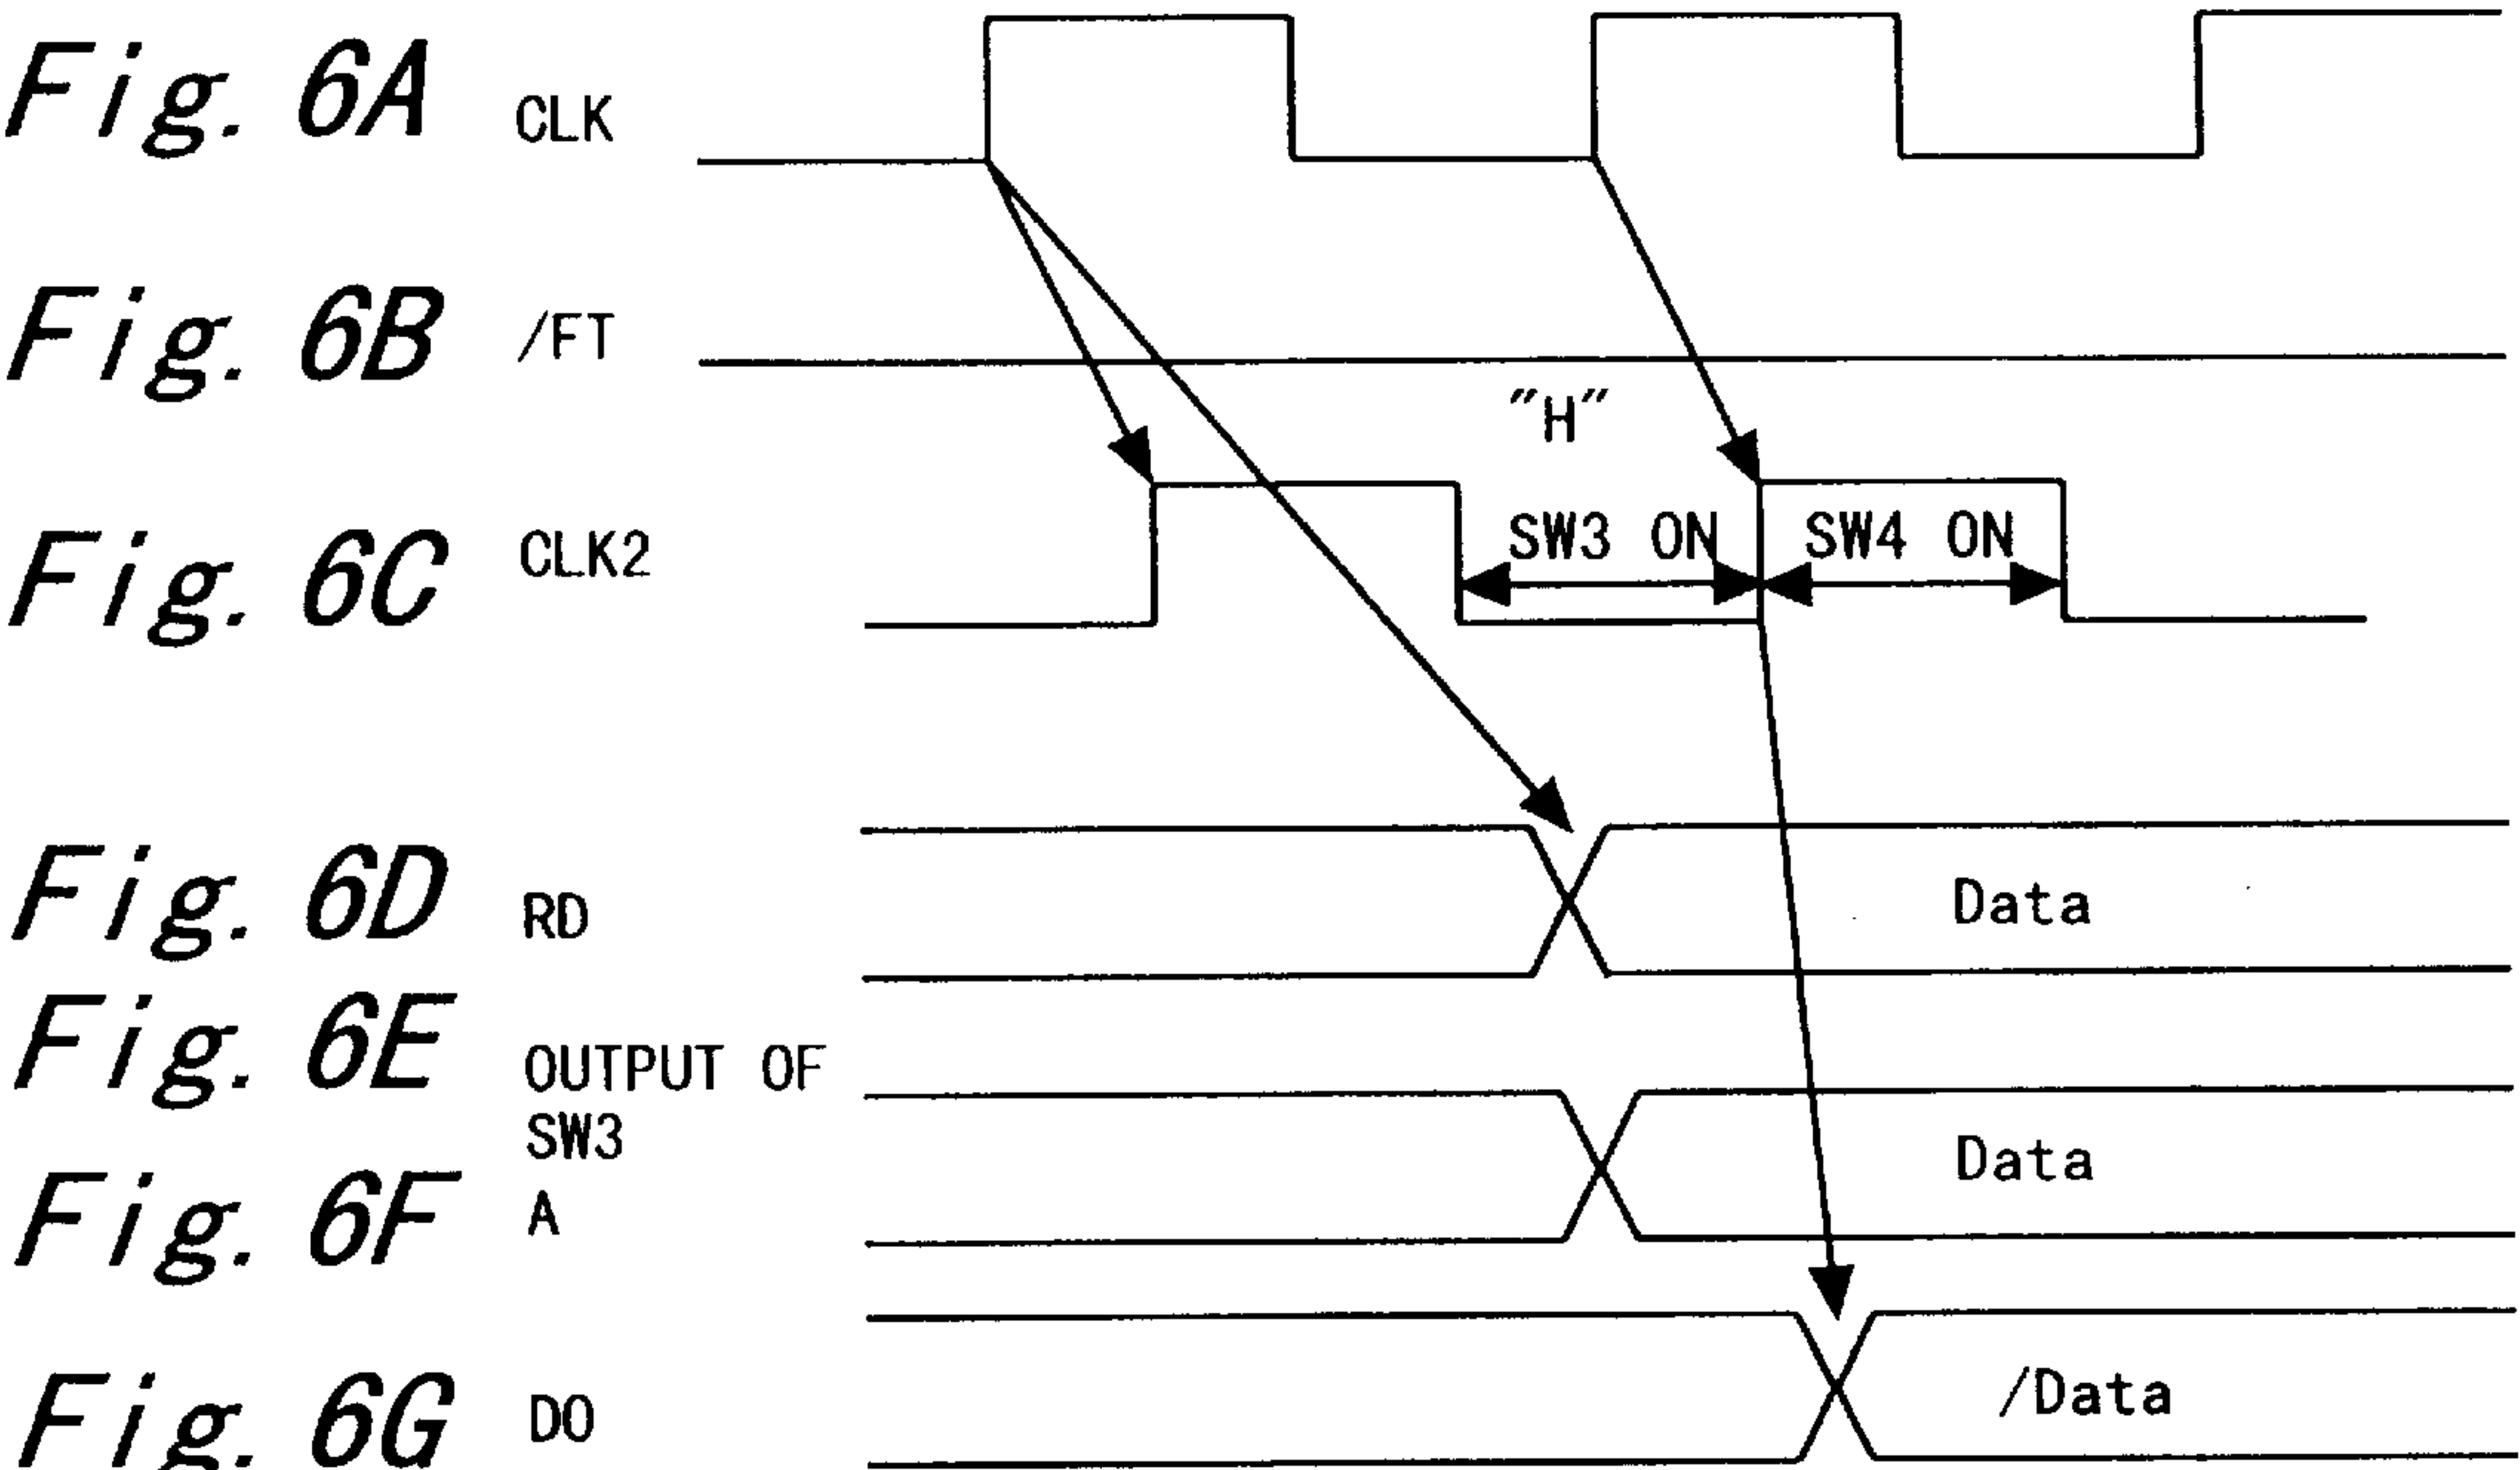 Fig. 6A CLK
Fig. 6B /FT
"H"
Fig. 6C CLK2
SW3 ON SW4 ON
Fig. 6D RD Data
Fig. 6E OUTPUT OF
SW3
Data
Fig. 6F A
Fig. 6G DO /Data